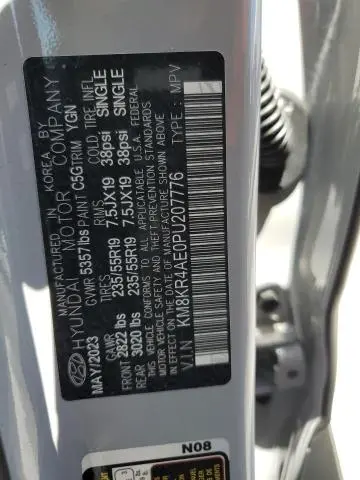 MANUFACTURED IN KOREA BY
HYUNDAI MOTOR COMPANY
MAY/2023 GVWR 5357lbs PAINT C5G TRIM YGN
GAWR TIRES RIMS COLD TIRE INFL
FRONT 2822 lbs 235/55R19 7.5JX19 38psi SINGLE
REAR 3020 lbs 235/55R19 7.5JX19 38psi SINGLE
THIS VEHICLE CONFORMS TO ALL APPLICABLE U.S.A. FEDERAL
MOTOR VEHICLE SAFETY/THEFT PREVENTION STANDARDS
IN EFFECT ON THE DATE OF MANUFACTURE SHOWN ABOVE.
V.I.N : KM8KR4AE0PU207776 TYPE : MPV
N08